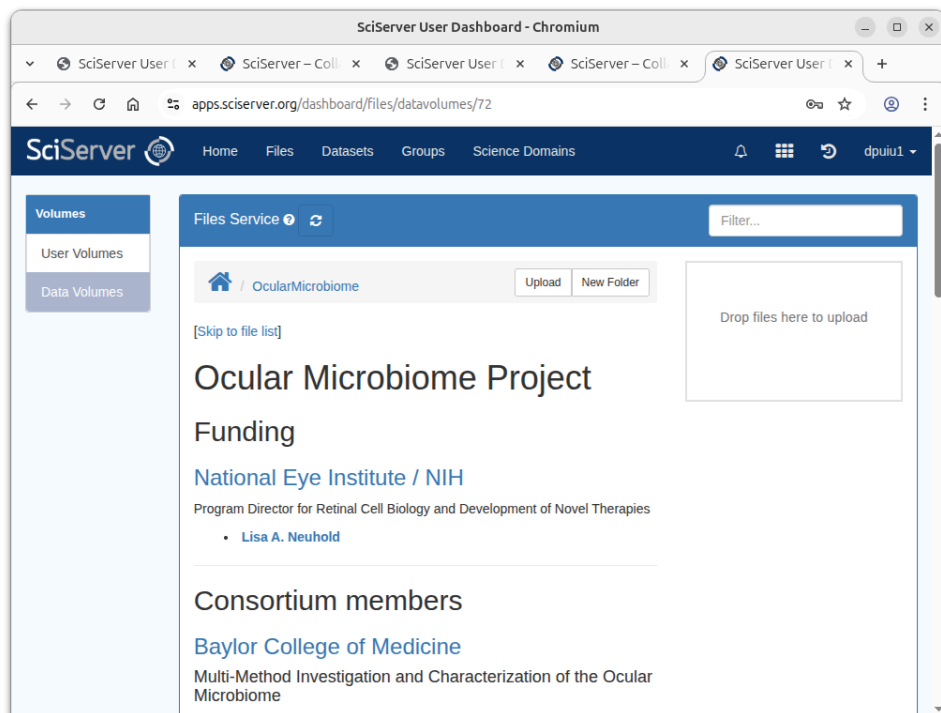 SciServer User Dashboard - Chromium
SciServer User
SciServer – Coll
SciServer User
SciServer – Coll
SciServer User
apps.sciserver.org/dashboard/files/datavolumes/72
SciServer Home Files Datasets Groups Science Domains dpuiu1
Volumes
User Volumes
Data Volumes
Files Service
Filter...
OcularMicrobiome
Upload New Folder
Drop files here to upload
[Skip to file list]
Ocular Microbiome Project
Funding
National Eye Institute / NIH
Program Director for Retinal Cell Biology and Development of Novel Therapies
• Lisa A. Neuhold
Consortium members
Baylor College of Medicine
Multi-Method Investigation and Characterization of the Ocular
Microbiome